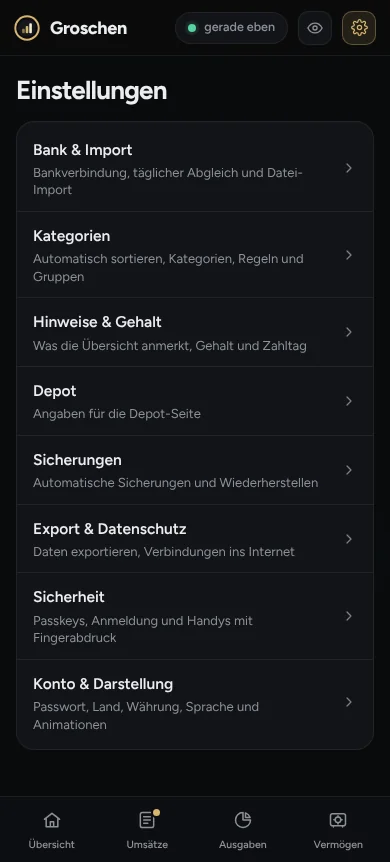 Groschen
gerade eben
Einstellungen
Bank & Import
Bankverbindung, täglicher Abgleich und Datei-
Import
Kategorien
Automatisch sortieren, Kategorien, Regeln und
Gruppen
Hinweise & Gehalt
Was die Übersicht anmerkt, Gehalt und Zahltag
Depot
Angaben für die Depot-Seite
Sicherungen
Automatische Sicherungen und Wiederherstellen
Export & Datenschutz
Daten exportieren, Verbindungen ins Internet
Sicherheit
Passkeys, Anmeldung und Handys mit
Fingerabdruck
Konto & Darstellung
Passwort, Land, Währung, Sprache und
Animationen
Übersicht
Umsätze
Ausgaben
Vermögen